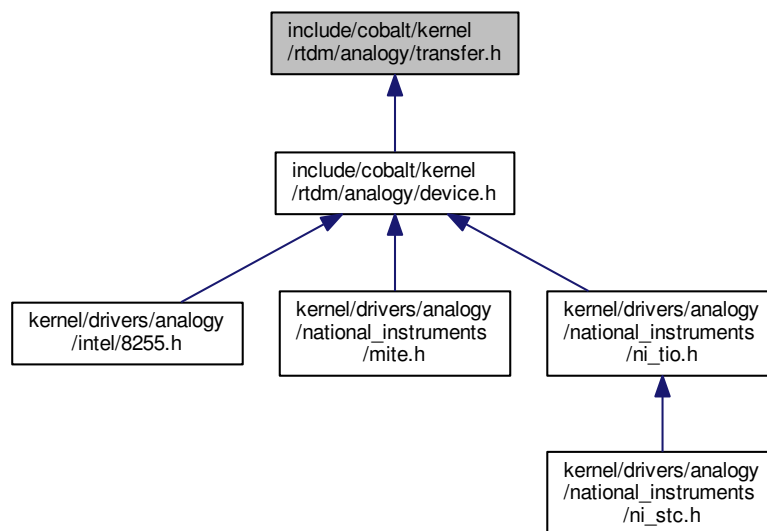 include/cobalt/kernel
/rtdm/analogy/transfer.h
include/cobalt/kernel
/rtdm/analogy/device.h
kernel/drivers/analogy
/intel/8255.h
kernel/drivers/analogy
/national_instruments
/mite.h
kernel/drivers/analogy
/national_instruments
/ni_tio.h
kernel/drivers/analogy
/national_instruments
/ni_stc.h